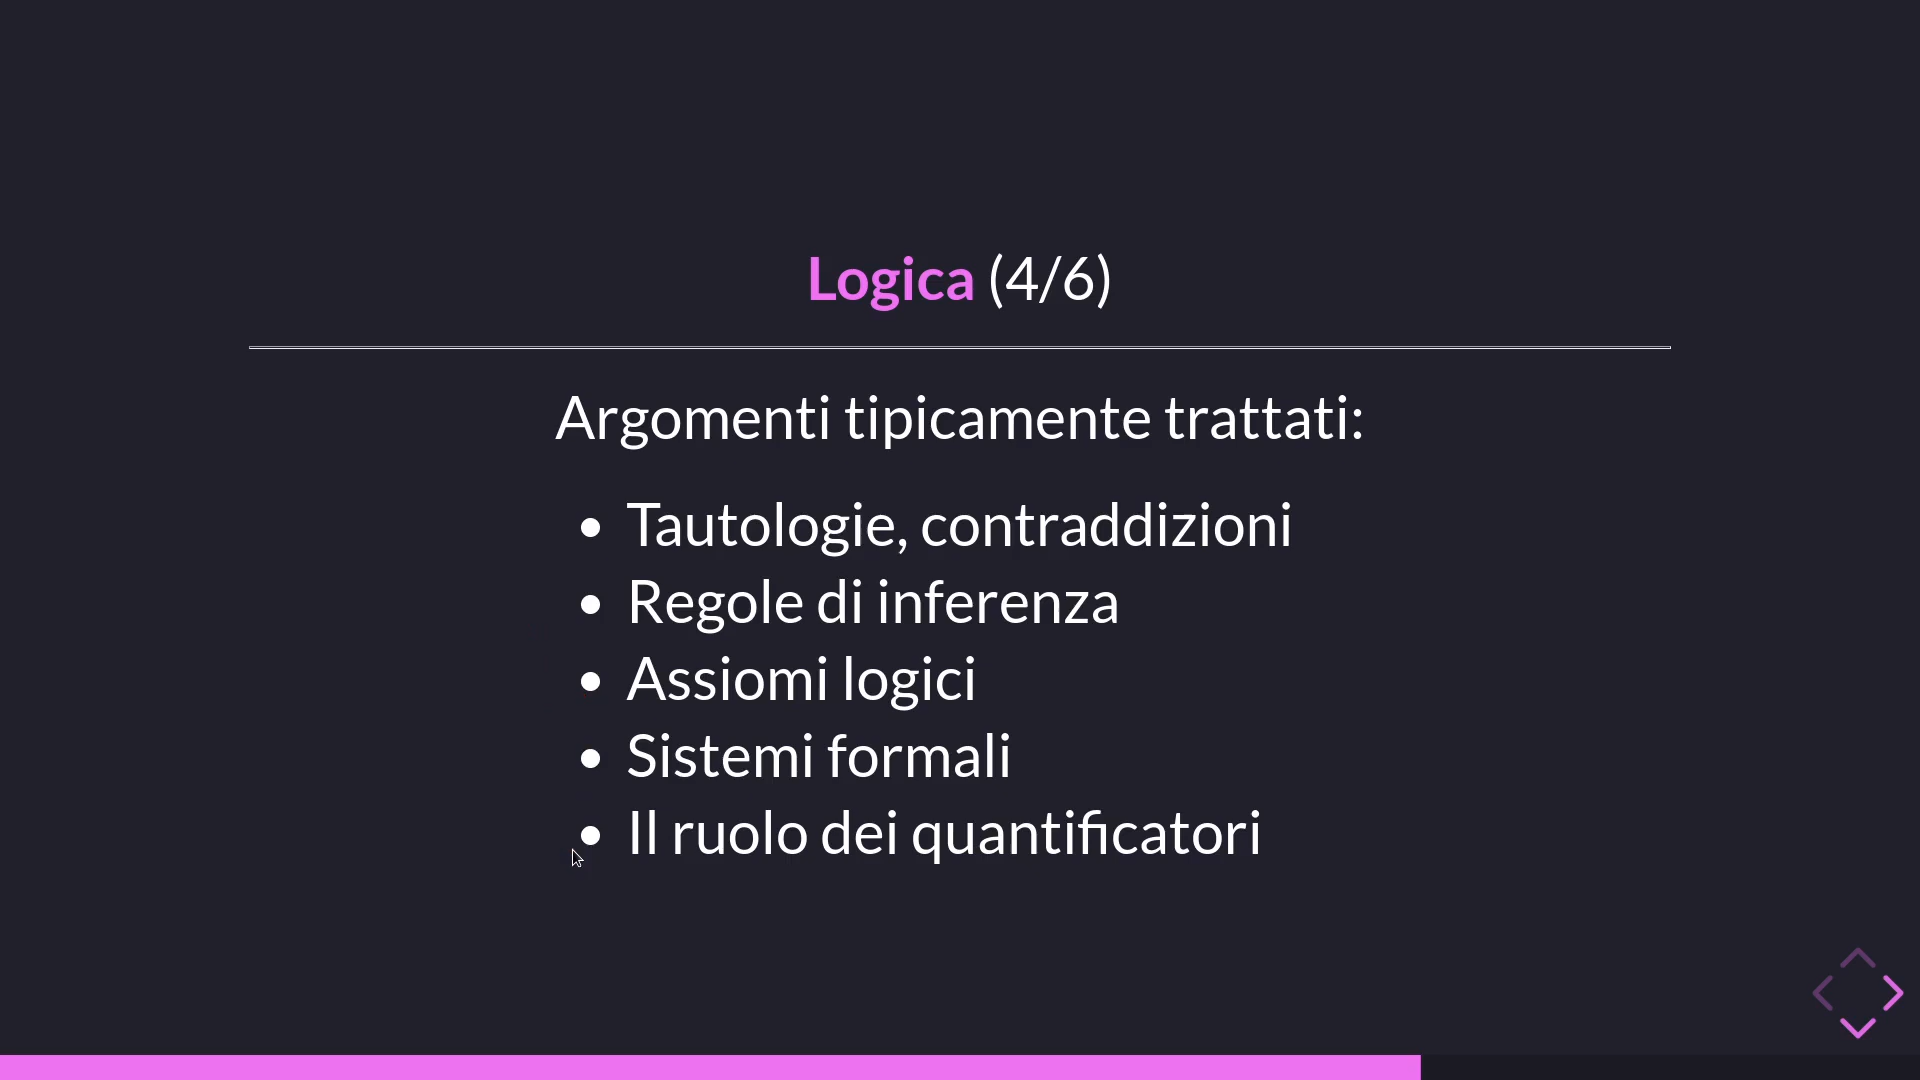 Logica (4/6)
Argomenti tipicamente trattati:
• Tautologie, contraddizioni
• Regole di inferenza
• Assiomi logici
• Sistemi formali
• Il ruolo dei quantificatori